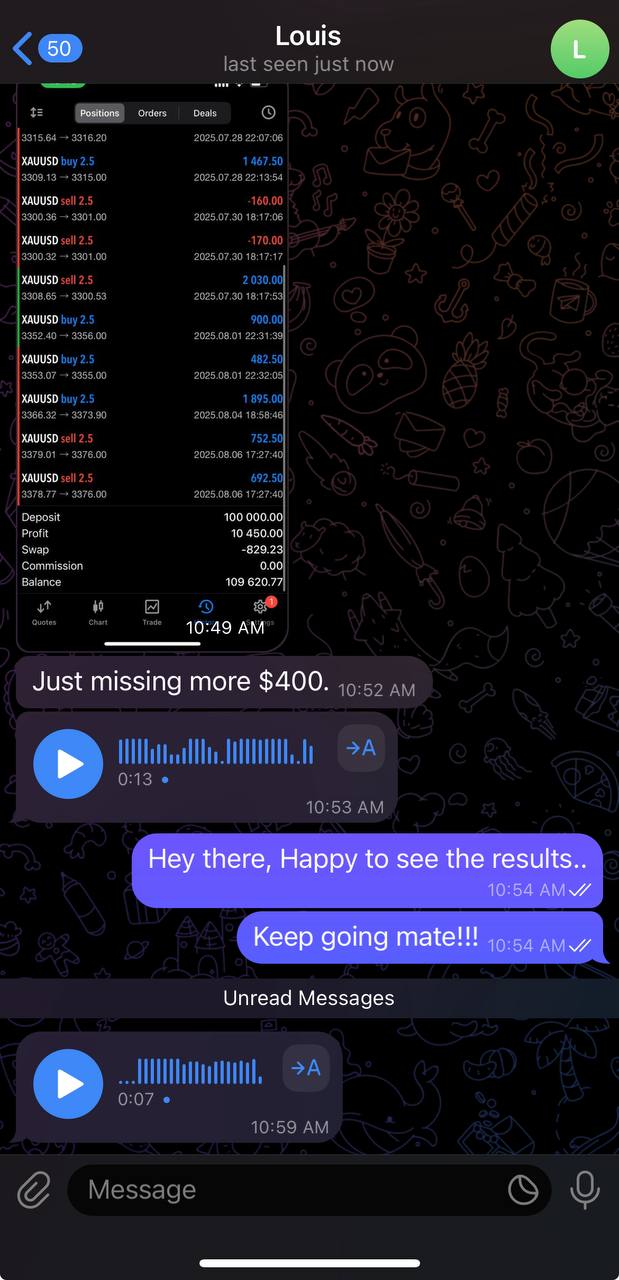 50
Louis
last seen just now
L
Positions Orders Deals
3315.64 → 3316.20 2025.07.28 22:07:06
XAUUSD buy 2.5 1 467.50
3309.13 → 3315.00 2025.07.28 22:13:54
XAUUSD sell 2.5 -160.00
3300.36 → 3301.00 2025.07.30 18:17:06
XAUUSD sell 2.5 -170.00
3300.32 → 3301.00 2025.07.30 18:17:17
XAUUSD sell 2.5 2 030.00
3308.65 → 3300.53 2025.07.30 18:17:53
XAUUSD buy 2.5 900.00
3352.40 → 3356.00 2025.08.01 22:31:39
XAUUSD buy 2.5 482.50
3353.07 → 3355.00 2025.08.01 22:32:05
XAUUSD buy 2.5 1 895.00
3366.32 → 3373.90 2025.08.04 18:58:46
XAUUSD sell 2.5 752.50
3379.01 → 3376.00 2025.08.06 17:27:40
XAUUSD sell 2.5 692.50
3378.77 → 3376.00 2025.08.06 17:27:40
Deposit 100 000.00
Profit 10 450.00
Swap -829.23
Commission 0.00
Balance 109 620.77
1
Quotes Chart Trade
10:49 AM
Just missing more $400. 10:52 AM
→A
0:13
10:53 AM
Hey there, Happy to see the results..
10:54 AM
Keep going mate!!! 10:54 AM
Unread Messages
→A
0:07
10:59 AM
Message